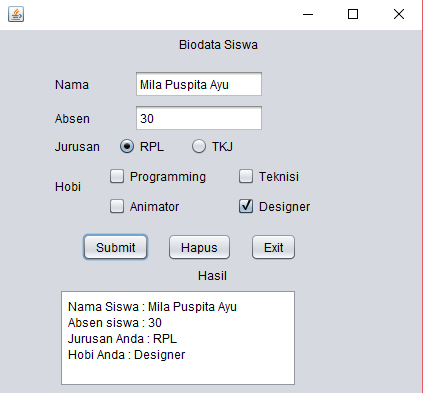 Biodata Siswa
Nama Mila Puspita Ayu
Absen 30
Jurusan RPL TKJ
Hobi Programming Teknisi
Animator Designer
Submit Hapus Exit
Hasil
Nama Siswa : Mila Puspita Ayu
Absen siswa : 30
Jurusan Anda : RPL
Hobi Anda : Designer